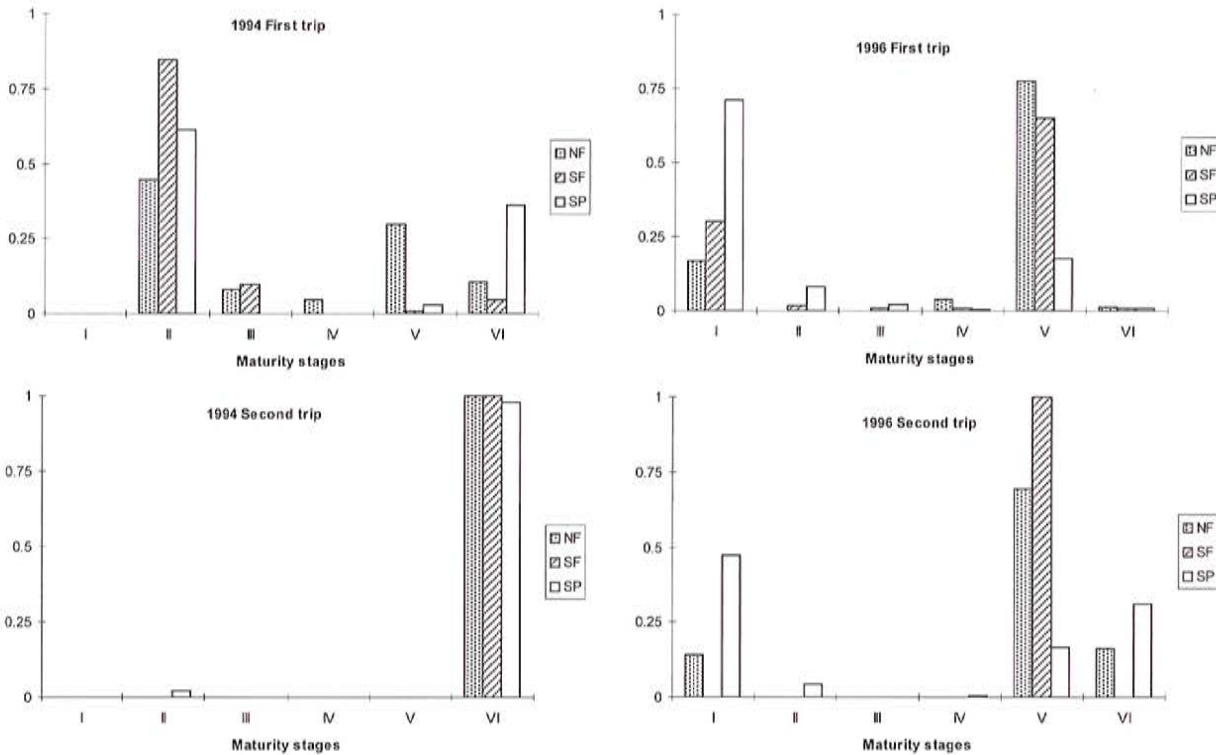 1994 First trip
1
0.75
0.5
0.25
0
I II III IV V VI
Maturity stages
NF
SF
SP
1996 First trip
1
0.75
0.5
0.25
0
I II III IV V VI
Maturity stages
NF
SF
SP
1994 Second trip
1
0.75
0.5
0.25
0
I II III IV V VI
Maturity stages
NF
SF
SP
1996 Second trip
1
0.75
0.5
0.25
0
I II III IV V VI
Maturity stages
NF
SF
SP